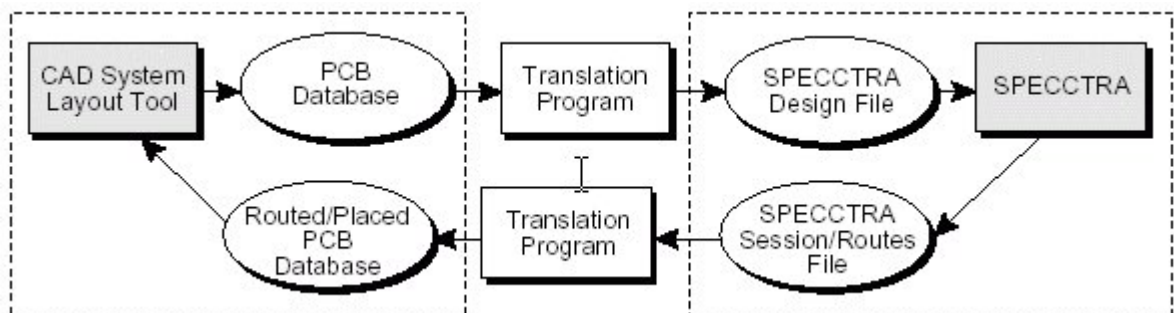 CAD System
Layout Tool
PCB
Database
Translation
Program
SPECCTRA
Design File
SPECCTRA
Routed/Placed
PCB
Database
Translation
Program
SPECCTRA
Session/Routes
File